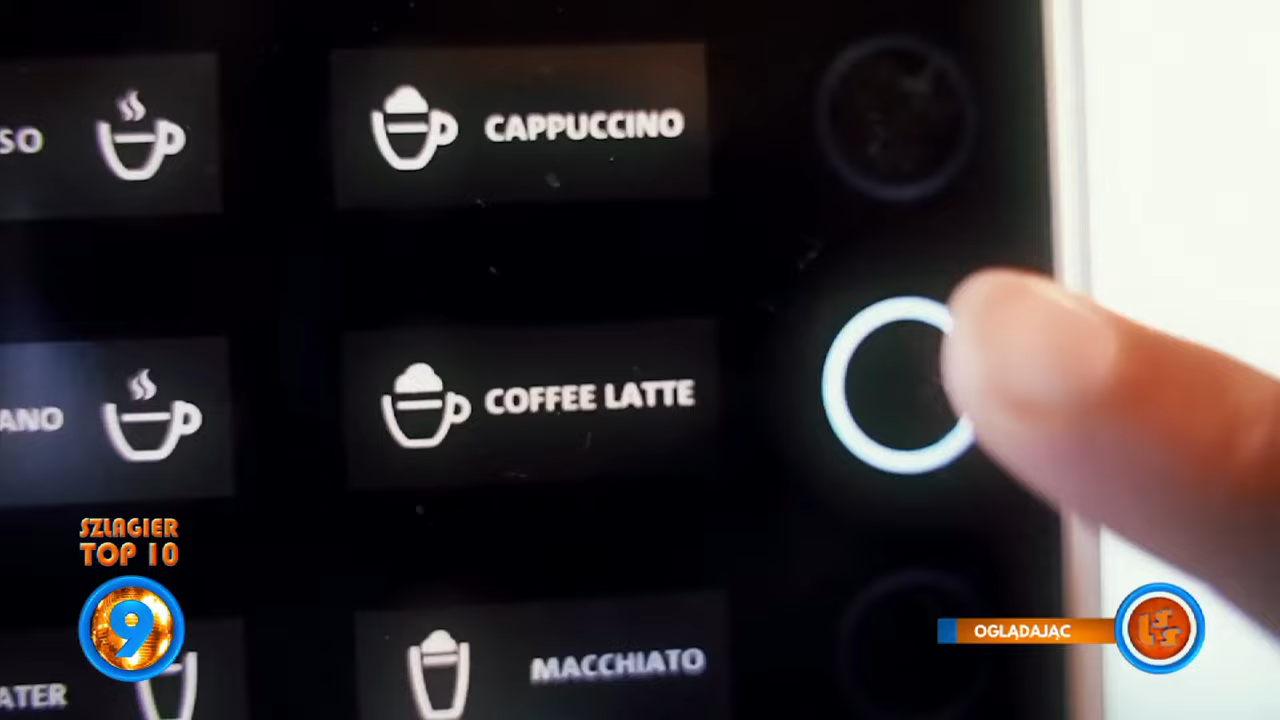 SO
CAPPUCCINO
ANO
COFFEE LATTE
SZLAGIER
TOP 10
9
OGLĄDAJĄC
ATER
MACCHIATO